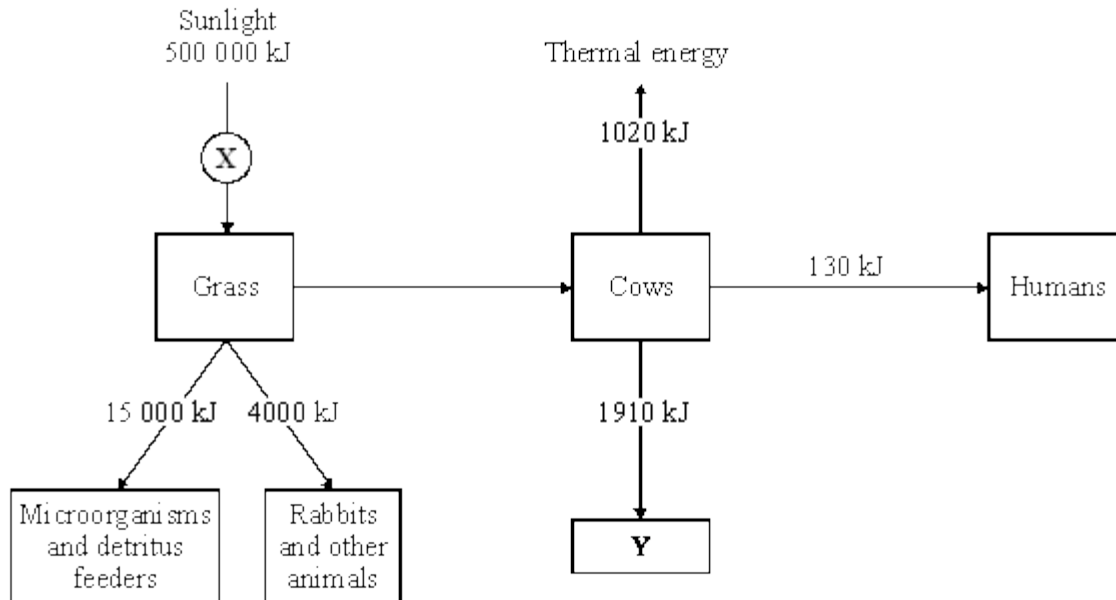 Sunlight
500 000 kJ
Thermal energy
1020 kJ
X
Grass
Cows
130 kJ
Humans
15 000 kJ
4000 kJ
1910 kJ
Microorganisms
and detritus
feeders
Rabbits
and other
animals
Y